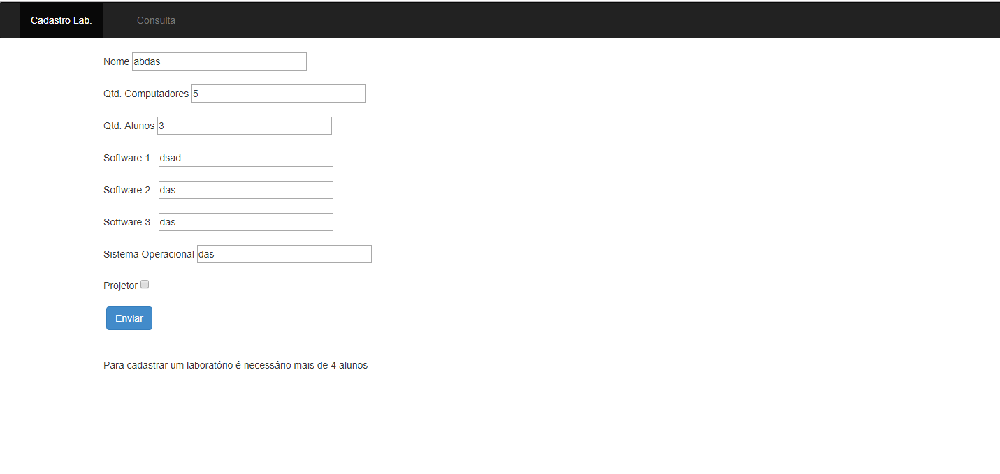 Cadastro Lab. Consulta
Nome abdas
Qtd. Computadores 5
Qtd. Alunos 3
Software 1 dsad
Software 2 das
Software 3 das
Sistema Operacional das
Projetor
Enviar
Para cadastrar um laboratório é necessário mais de 4 alunos